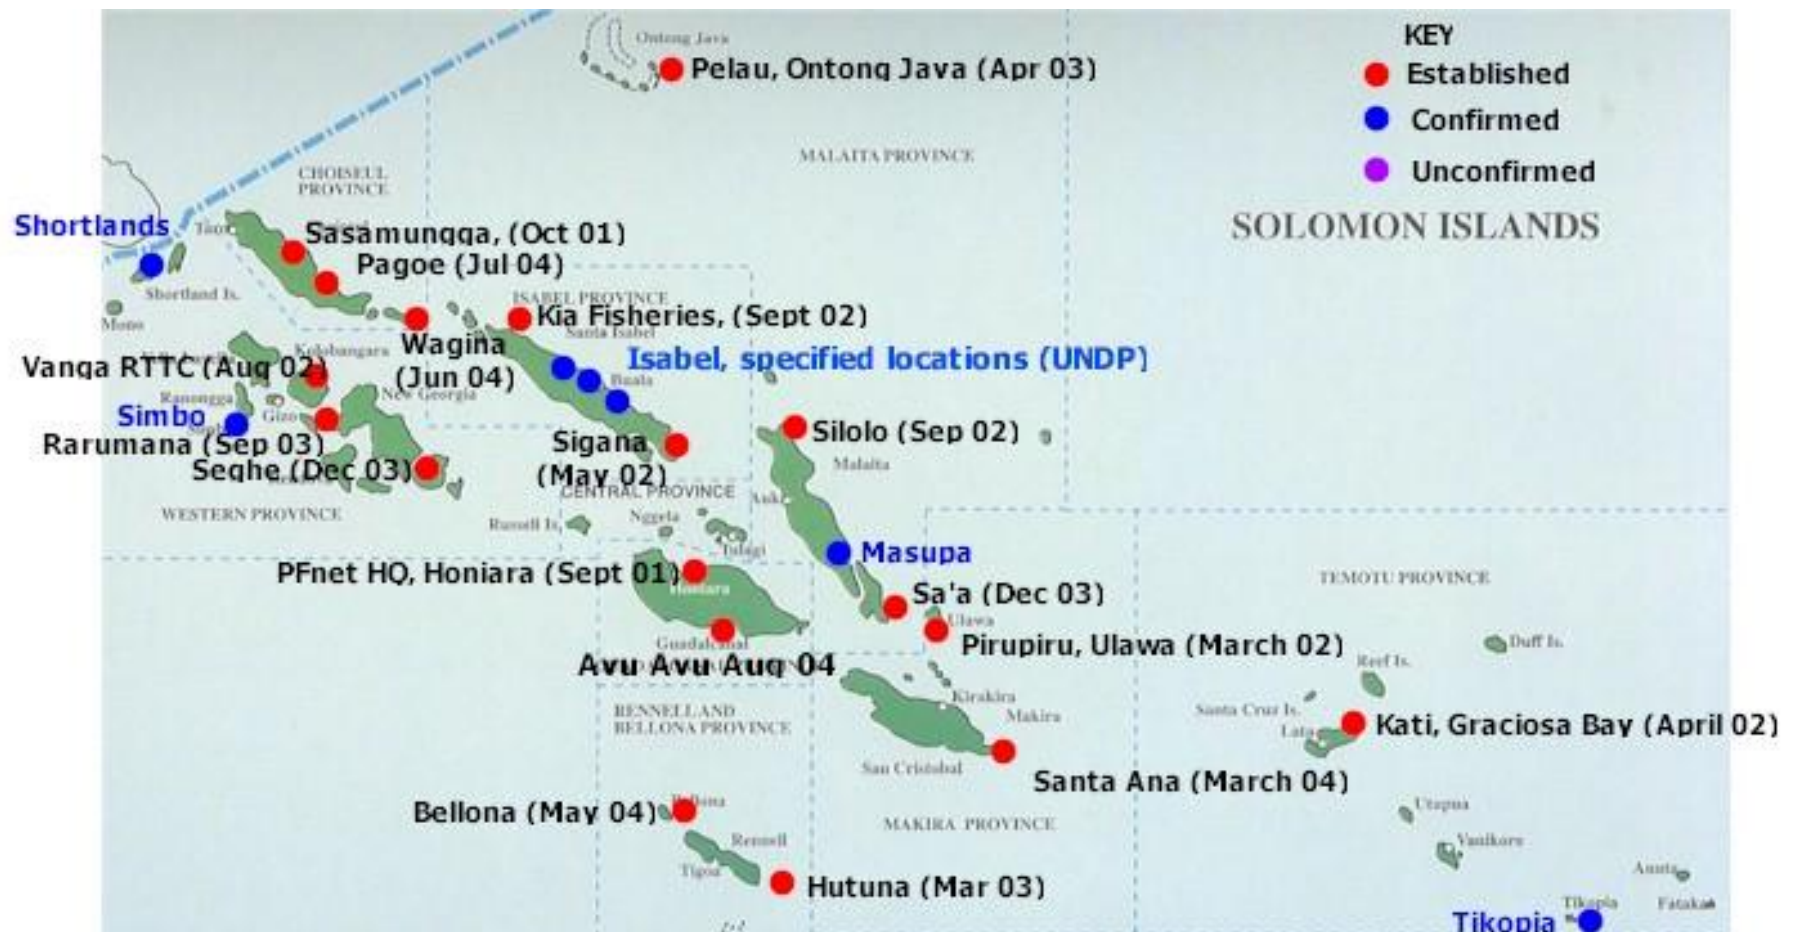 Ontong Java
Pelau, Ontong Java (Apr 03)
KEY
Established
Confirmed
Unconfirmed
MALAITA PROVINCE
CHOISEUL
PROVINCE
SOLOMON ISLANDS
Shortlands
Sasamungga, (Oct 01)
Pagoe (Jul 04)
Shortland Is.
ISABEL PROVINCE
Mono
Kia Fisheries, (Sept 02)
Santa Isabel
Wagina
(Jun 04)
Kolobangara
Isabel, specified locations (UNDP)
Vanga RTTC (Aug 02)
Buala
New Georgia
Ranongga
Gizo
Simbo
Rarumana (Sep 03)
Silolo (Sep 02)
Sigana
(May 02)
Malaita
Seghe (Dec 03)
CENTRAL PROVINCE
Auki
WESTERN PROVINCE
Russell Is.
Nggela
Tulagi
Masupa
PFnet HQ, Honiara (Sept 01)
Honiara
TEMOTU PROVINCE
Sa'a (Dec 03)
Ulawa
Pirupiru, Ulawa (March 02)
Guadalcanal
Avu Avu Aug 04
Duff Is.
Reef Is.
Kirakira
Makira
RENNELL AND
BELLONA PROVINCE
Santa Cruz Is.
Lata
Kati, Graciosa Bay (April 02)
San Cristobal
Santa Ana (March 04)
Bellona
Bellona (May 04)
MAKIRA PROVINCE
Utupua
Rennell
Vanikoro
Tigoa
Hutuna (Mar 03)
Anuta
Tikopia
Fatakah
Tikopia